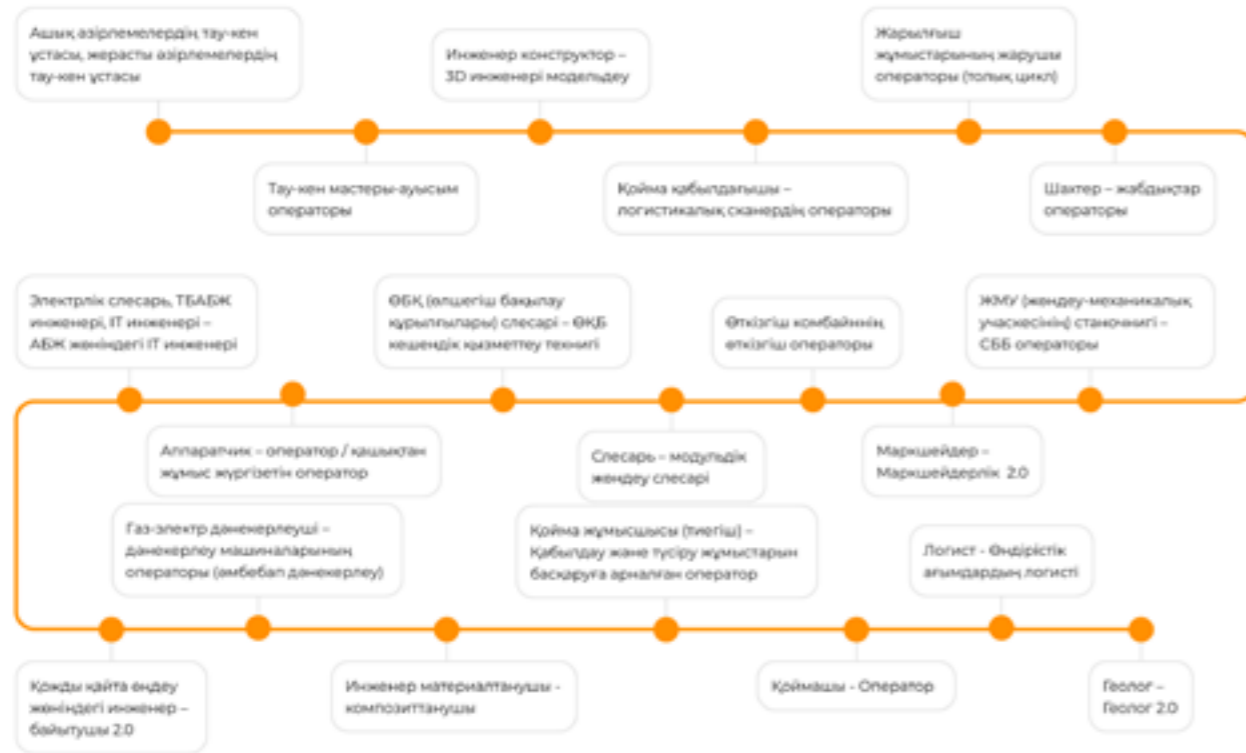 Ашық әзірлемелердің тау-кен
ұстасы, жерасты әзірлемелердің
тау-кен ұстасы
Инженер конструктор –
3D инженері модельдеу
Жарылғыш
жұмыстарының жарушы
операторы (толық цикл)
Тау-кен мастеры-ауысым
операторы
Қойма қабылдағышы –
логистикалық сканердің операторы
Шахтер – жабдықтар
операторы
Электрлік слесарь, ТБАБЖ
инженері, IT инженері –
АБЖ жөніндегі IT инженері
ӨБҚ (өлшегіш бақылау
құрылғылары) слесарі – ӨҚБ
кешендік қызметтеу технигі
Өткізгіш комбайнның
өткізгіш операторы
ЖМУ (жөндеу-механикалық
учаскесінің) станочнигі –
СББ операторы
Аппаратчик – оператор / қашықтан
жұмыс жүргізетін оператор
Слесарь – модульдік
жөндеу слесарі
Маркшейдер –
Маркшейдерлік 2.0
Газ-электр дәнекерлеуші –
дәнекерлеу машиналарының
операторы (әмбебап дәнекерлеу)
Қойма жұмысшысы (тиегіш) –
Қабылдау және түсіру жұмыстарын
басқаруға арналған оператор
Логист - Өндірістік
ағымдардың логисті
Қожды қайта өңдеу
жөніндегі инженер –
байытушы 2.0
Инженер материалтанушы -
композиттанушы
Қоймашы - Оператор
Геолог –
Геолог 2.0